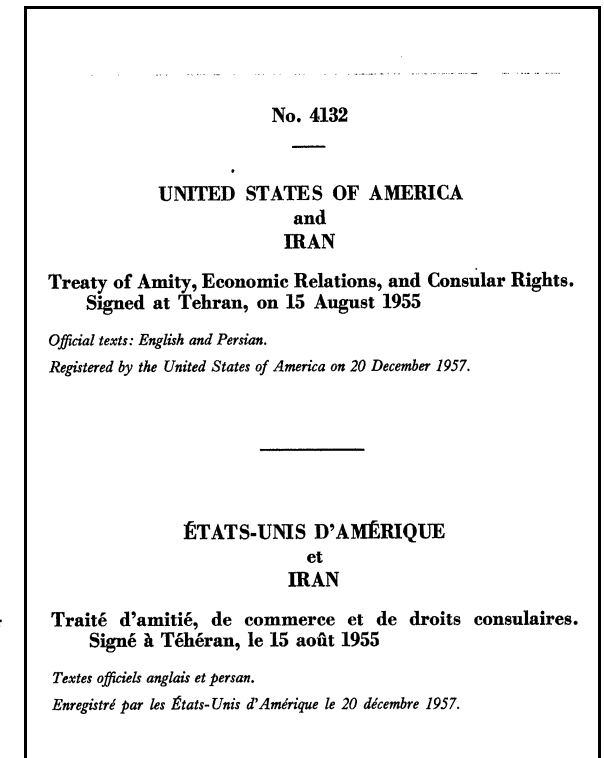 No. 4132
UNITED STATES OF AMERICA
and
IRAN
Treaty of Amity, Economic Relations, and Consular Rights.
Signed at Tehran, on 15 August 1955
Official texts: English and Persian.
Registered by the United States of America on 20 December 1957.
ÉTATS-UNIS D'AMÉRIQUE
et
IRAN
Traité d'amitié, de commerce et de droits consulaires.
Signé à Téhéran, le 15 août 1955
Textes officiels anglais et persan.
Enregistré par les États-Unis d'Amérique le 20 décembre 1957.